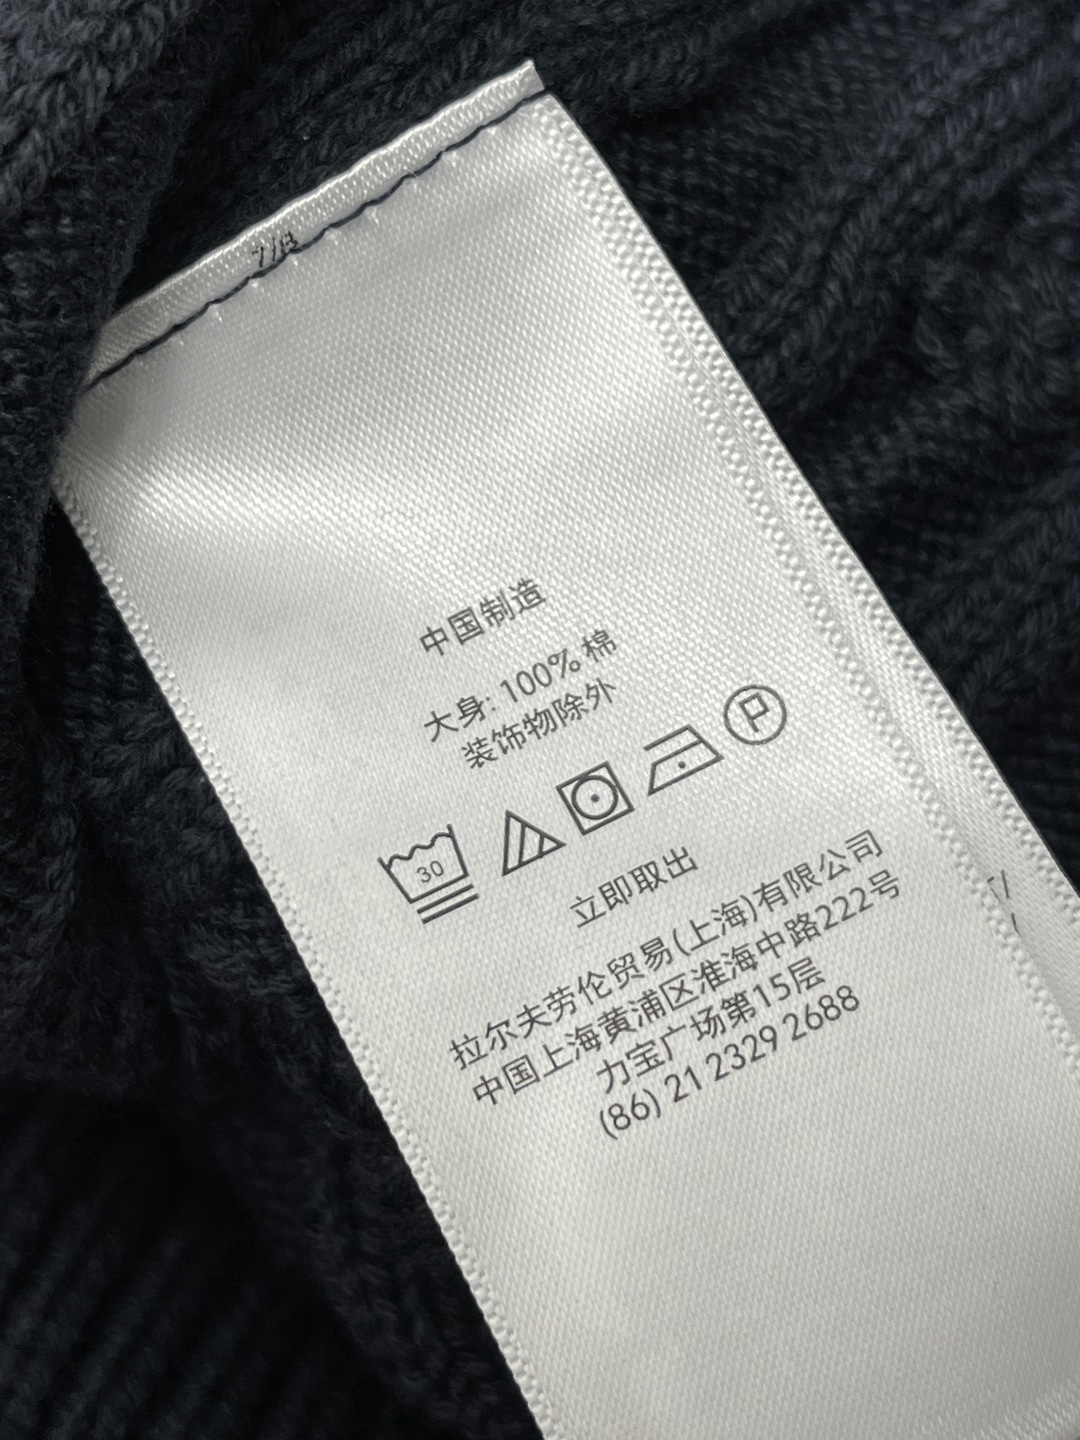 7/8
中国制造
大身: 100% 棉
装饰物除外
30
P
立即取出
拉尔夫劳伦贸易(上海)有限公司
中国上海黄浦区淮海中路222号
力宝广场第15层
(86) 21 2329 2688